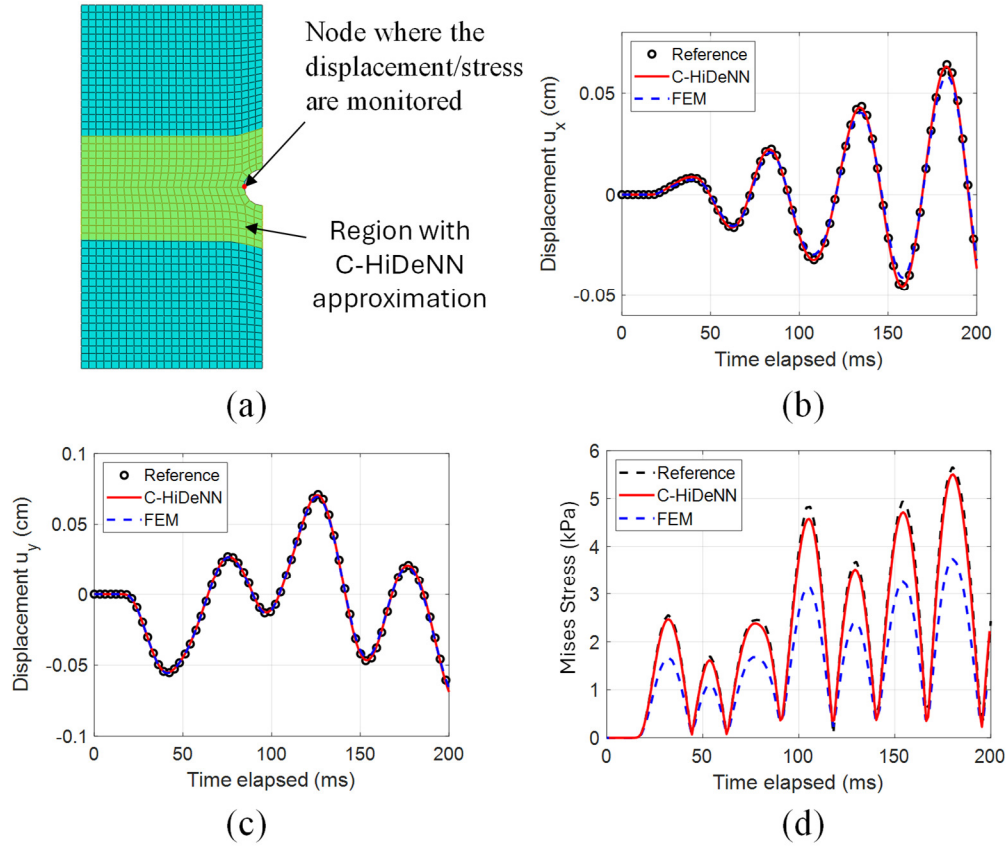 Node where the
displacement/stress
are monitored
Region with
C-HiDeNN
approximation
(a)
Reference
C-HiDeNN
FEM
Displacement u_x (cm)
0.05
0
-0.05
0
50
100
150
200
Time elapsed (ms)
(b)
Reference
C-HiDeNN
FEM
Displacement u_y (cm)
0.1
0.05
0
-0.05
-0.1
0
50
100
150
200
Time elapsed (ms)
(c)
Reference
C-HiDeNN
FEM
Mises Stress (kPa)
6
5
4
3
2
1
0
0
50
100
150
200
Time elapsed (ms)
(d)